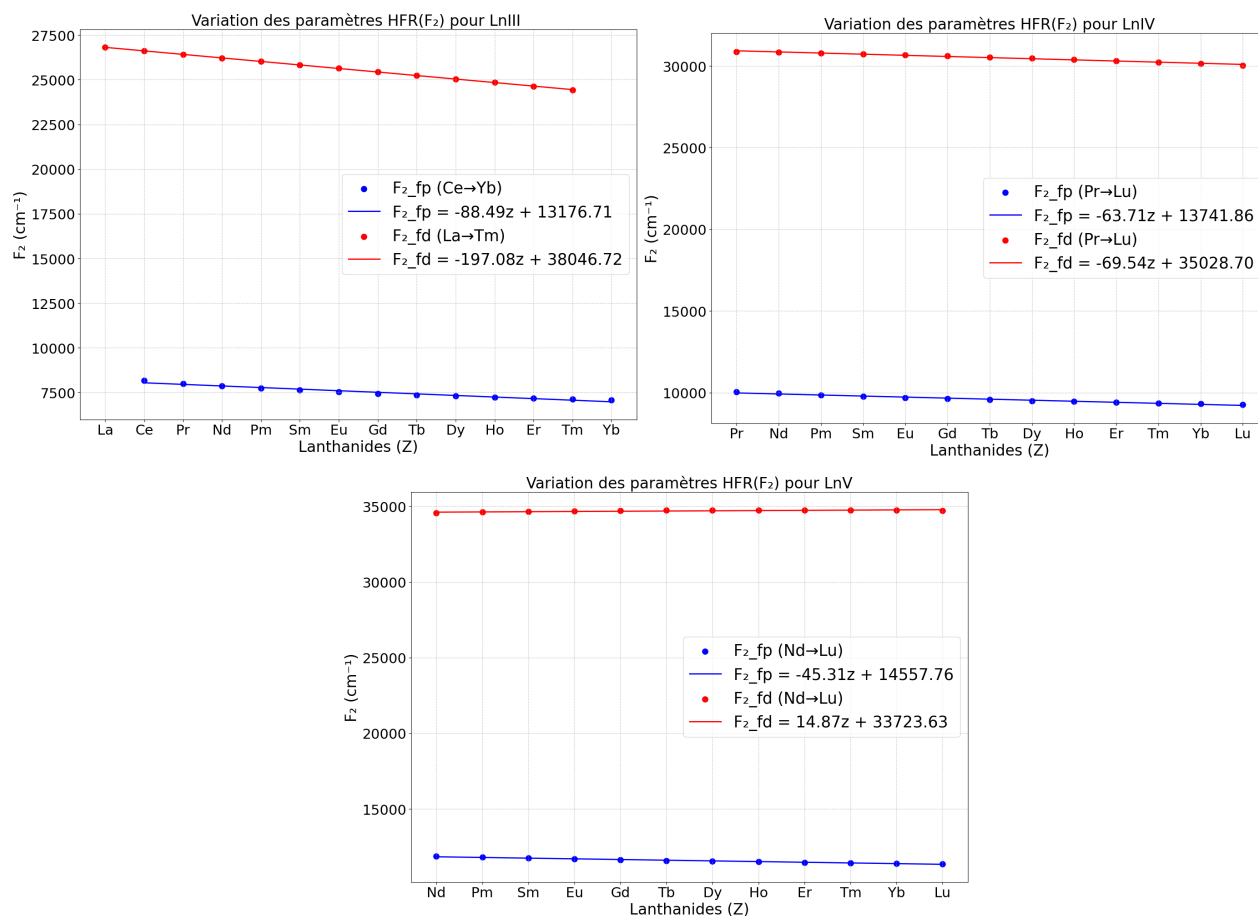 Variation des paramètres HFR(F₂) pour LnIII
27500
25000
22500
20000
17500
15000
12500
10000
7500
F₂ (cm⁻¹)
F₂_fp (Ce→Yb)
F₂_fp = -88.49z + 13176.71
F₂_fd (La→Tm)
F₂_fd = -197.08z + 38046.72
La Ce Pr Nd Pm Sm Eu Gd Tb Dy Ho Er Tm Yb
Lanthanides (Z)
Variation des paramètres HFR(F₂) pour LnIV
30000
25000
20000
15000
10000
F₂ (cm⁻¹)
F₂_fp (Pr→Lu)
F₂_fp = -63.71z + 13741.86
F₂_fd (Pr→Lu)
F₂_fd = -69.54z + 35028.70
Pr Nd Pm Sm Eu Gd Tb Dy Ho Er Tm Yb Lu
Lanthanides (Z)
Variation des paramètres HFR(F₂) pour LnV
35000
30000
25000
20000
15000
F₂ (cm⁻¹)
F₂_fp (Nd→Lu)
F₂_fp = -45.31z + 14557.76
F₂_fd (Nd→Lu)
F₂_fd = 14.87z + 33723.63
Nd Pm Sm Eu Gd Tb Dy Ho Er Tm Yb Lu
Lanthanides (Z)